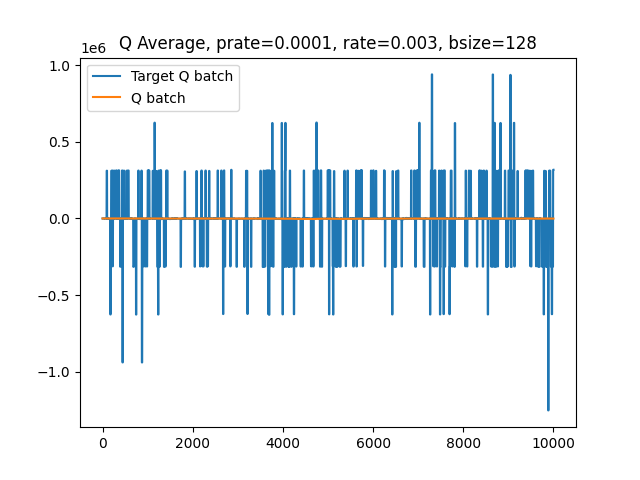 Q Average, prate=0.0001, rate=0.003, bsize=128
1e6
Target Q batch
Q batch
1.0
0.5
0.0
−0.5
−1.0
0 2000 4000 6000 8000 10000